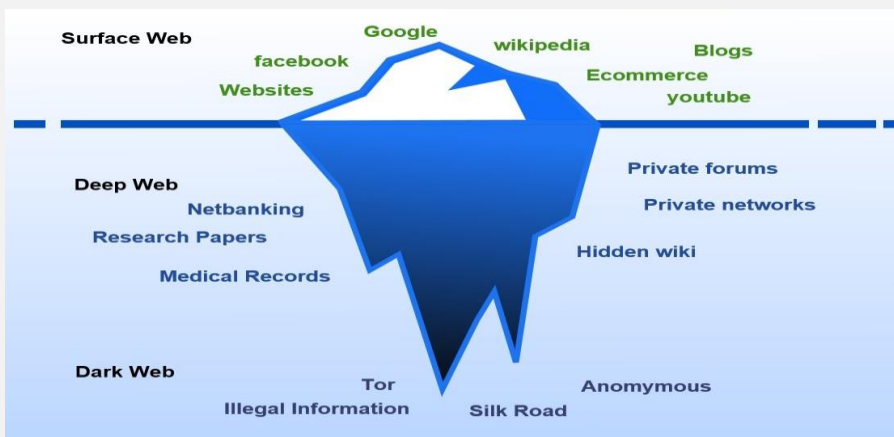 Surface Web
Google
facebook
wikipedia
Blogs
Websites
Ecommerce
youtube
Deep Web
Private forums
Netbanking
Private networks
Research Papers
Hidden wiki
Medical Records
Dark Web
Tor
Anomymous
Illegal Information
Silk Road